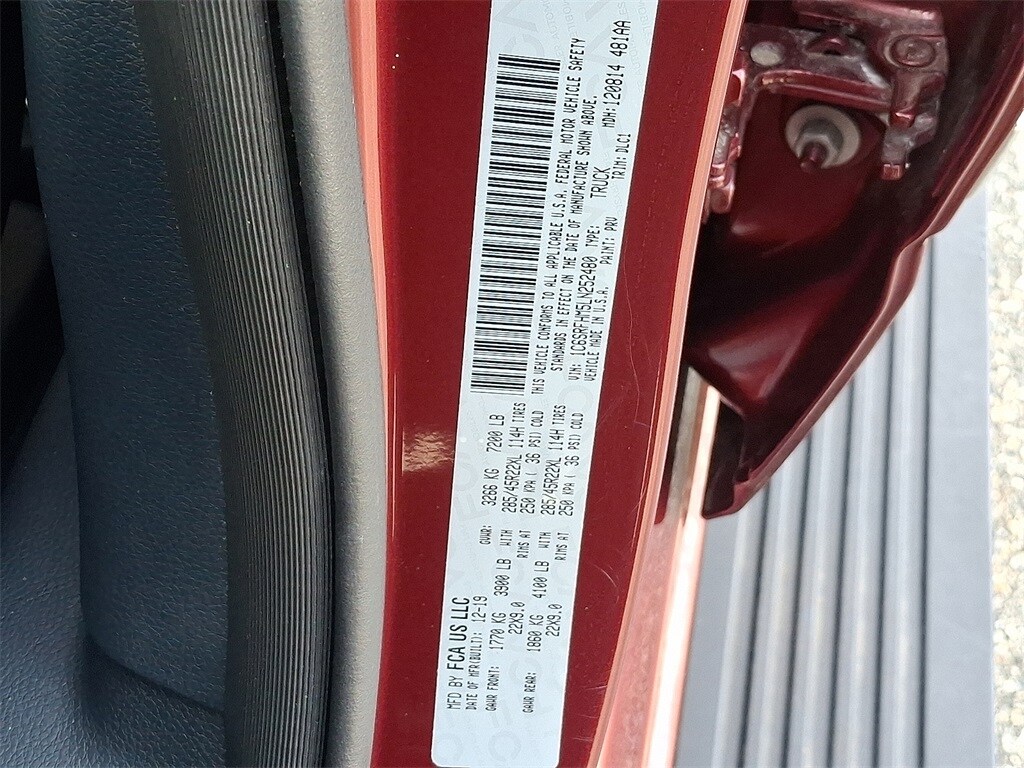 MFD BY FCA US LLC
DATE OF MFR(BUILT): 12-19 GVWR: 3266 KG 7200 LB
GAWR FRONT: 1770 KG 3900 LB WITH 285/45R22XL 114H TIRES
22X9.0 RIMS AT 250 KPA ( 36 PSI) COLD
GAWR REAR: 1860 KG 4100 LB WITH 285/45R22XL 114H TIRES
22X9.0 RIMS AT 250 KPA ( 36 PSI) COLD
THIS VEHICLE CONFORMS TO ALL APPLICABLE U.S.A. FEDERAL MOTOR VEHICLE SAFETY
STANDARDS IN EFFECT ON THE DATE OF MANUFACTURE SHOWN ABOVE.
VIN: 1C6SRFHM5LN252480 TYPE: TRUCK MDH:120814 481AA
VEHICLE MADE IN U.S.A. PAINT: PRV TRIM: DLC1